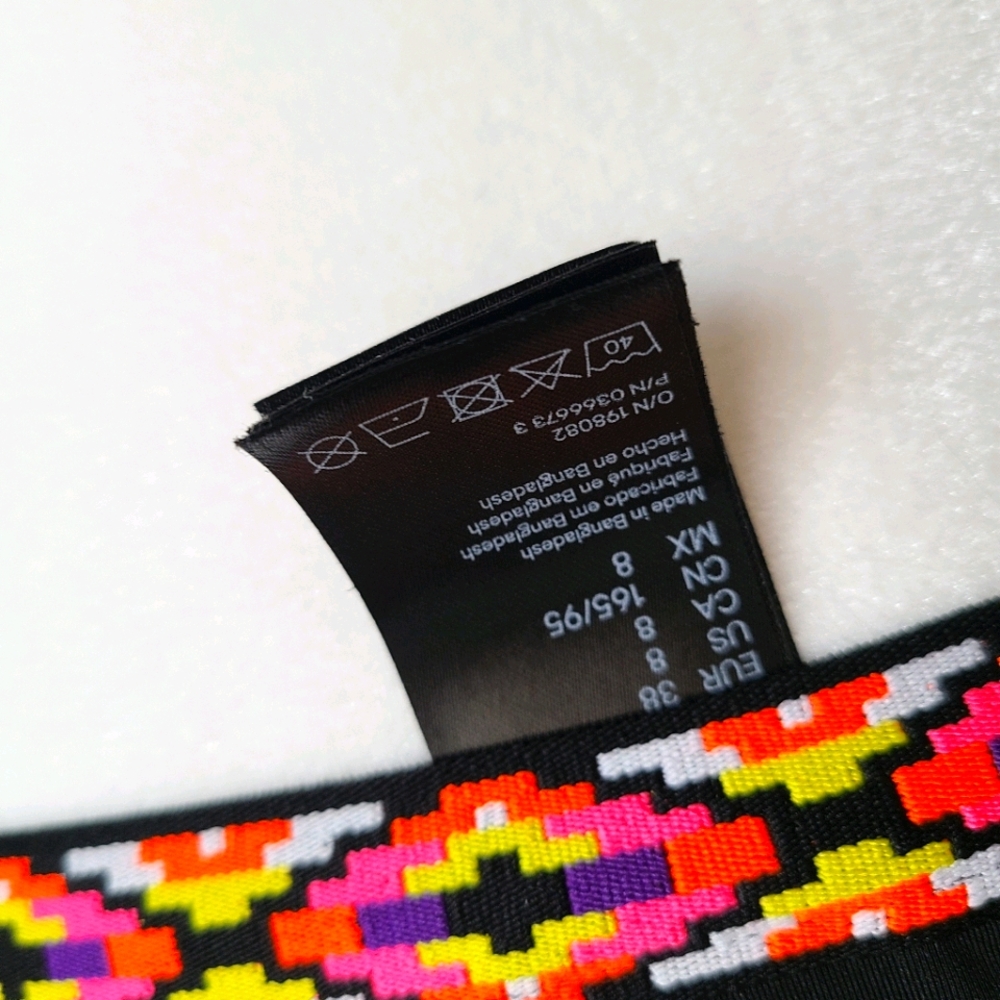 EUR 38
US 8
CA 8
CN 165/95
MX 8
Made in Bangladesh
Fabricado em Bangladesh
Fabriqué en Bangladesh
Hecho en Bangladesh
O/N 198082
P/N 0366673 3
40